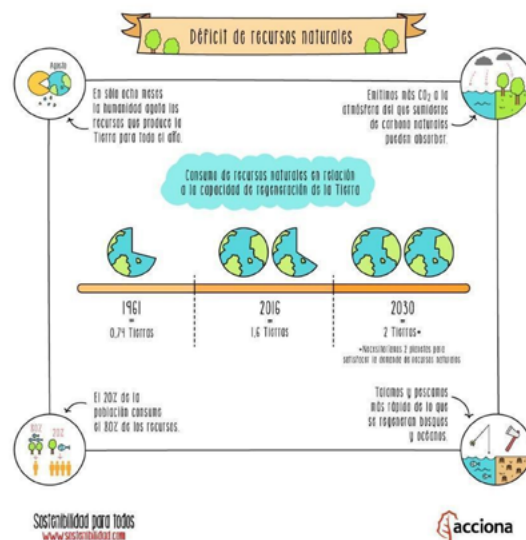 Déficit de recursos naturales
Agosto
En sólo ocho meses
la humanidad agota los
recursos que produce la
Tierra para todo el año.
Emitimos más CO₂ a la
atmósfera del que sumideros
de carbono naturales
pueden absorber.
Consumo de recursos naturales en relación
a la capacidad de regeneración de la Tierra
1961
=
0,74 Tierras
2016
=
1,6 Tierras
2030
=
2 Tierras*
*Necesitaríamos 2 planetas para
satisfacer la demanda de recursos naturales
El 20% de la
población consume
el 80% de los recursos.
80% 20%
Talamos y pescamos
más rápido de lo que
se regeneran bosques
y océanos.
Sostenibilidad para todos
www.sostenibilidad.com
acciona